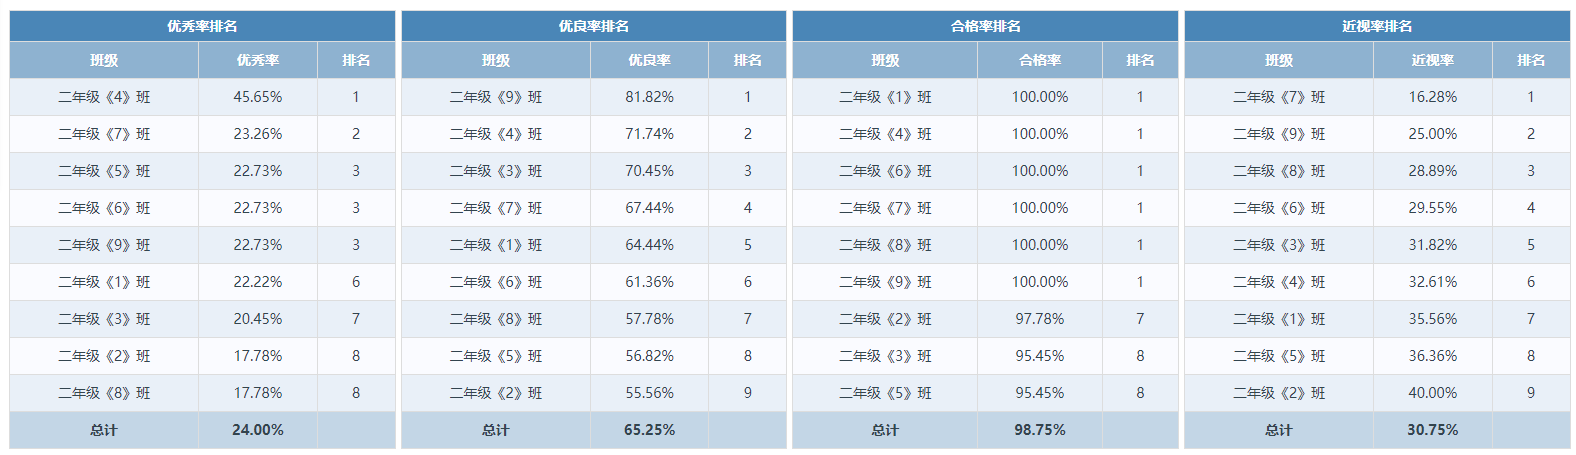 优秀率排名 优良率排名 合格率排名 近视率排名
班级 优秀率 排名 班级 优良率 排名 班级 合格率 排名 班级 近视率 排名
二年级《4》班 45.65% 1 二年级《9》班 81.82% 1 二年级《1》班 100.00% 1 二年级《7》班 16.28% 1
二年级《7》班 23.26% 2 二年级《4》班 71.74% 2 二年级《4》班 100.00% 1 二年级《9》班 25.00% 2
二年级《5》班 22.73% 3 二年级《3》班 70.45% 3 二年级《6》班 100.00% 1 二年级《8》班 28.89% 3
二年级《6》班 22.73% 3 二年级《7》班 67.44% 4 二年级《7》班 100.00% 1 二年级《6》班 29.55% 4
二年级《9》班 22.73% 3 二年级《1》班 64.44% 5 二年级《8》班 100.00% 1 二年级《3》班 31.82% 5
二年级《1》班 22.22% 6 二年级《6》班 61.36% 6 二年级《9》班 100.00% 1 二年级《4》班 32.61% 6
二年级《3》班 20.45% 7 二年级《8》班 57.78% 7 二年级《2》班 97.78% 7 二年级《1》班 35.56% 7
二年级《2》班 17.78% 8 二年级《5》班 56.82% 8 二年级《3》班 95.45% 8 二年级《5》班 36.36% 8
二年级《8》班 17.78% 8 二年级《2》班 55.56% 9 二年级《5》班 95.45% 8 二年级《2》班 40.00% 9
总计 24.00% 总计 65.25% 总计 98.75% 总计 30.75%